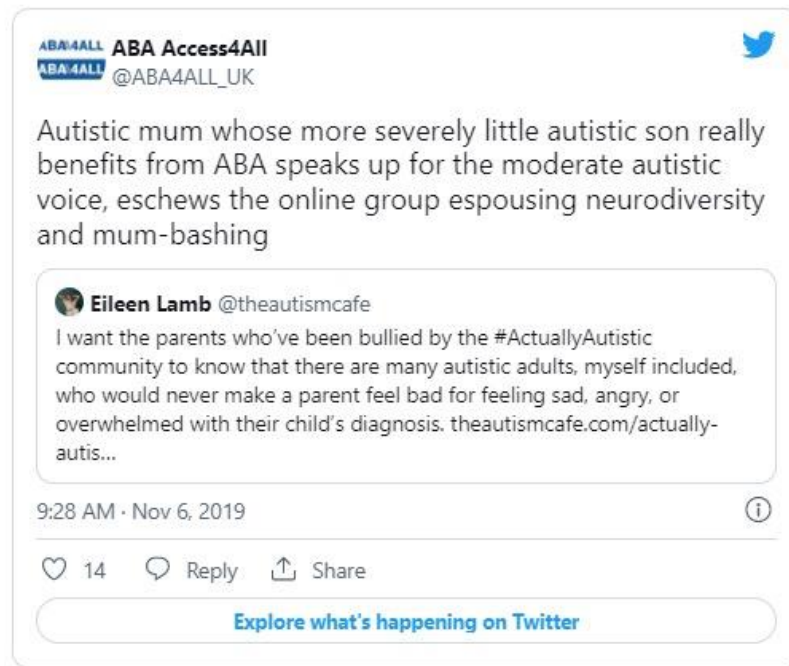 ABA4ALL ABA Access4All
ABA4ALL @ABA4ALL_UK
Autistic mum whose more severely little autistic son really
benefits from ABA speaks up for the moderate autistic
voice, eschews the online group espousing neurodiversity
and mum-bashing
Eileen Lamb @theautismcafe
I want the parents who've been bullied by the #ActuallyAutistic
community to know that there are many autistic adults, myself included,
who would never make a parent feel bad for feeling sad, angry, or
overwhelmed with their child's diagnosis. theautismcafe.com/actually-
autis...
9:28 AM · Nov 6, 2019
14 Reply Share
Explore what's happening on Twitter